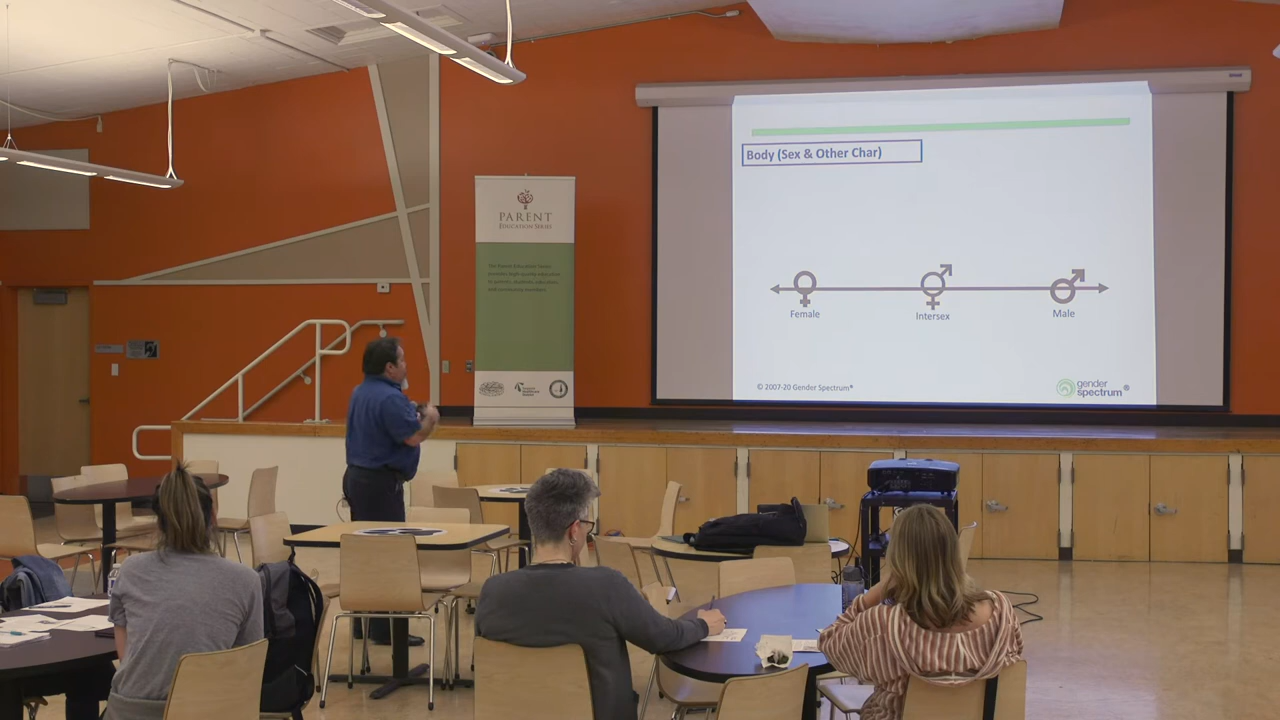 Body (Sex & Other Char)
Female
Intersex
Male
© 2007-20 Gender Spectrum®
gender
spectrum
®
PARENT
EDUCATION SERIES